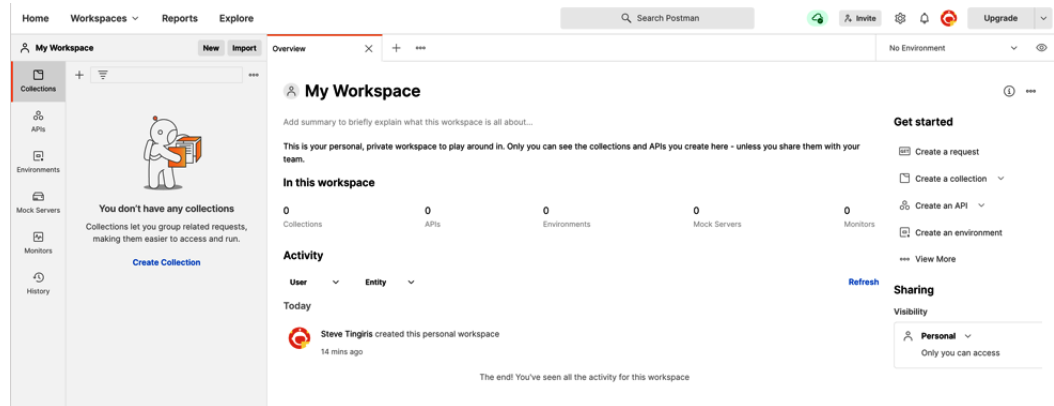 Home Workspaces Reports Explore
Search Postman
Invite
Upgrade
My Workspace
New Import
Overview
No Environment
Collections
APIs
Environments
Mock Servers
Monitors
History
You don't have any collections
Collections let you group related requests,
making them easier to access and run.
Create Collection
My Workspace
Add summary to briefly explain what this workspace is all about...
This is your personal, private workspace to play around in. Only you can see the collections and APIs you create here - unless you share them with your
team.
In this workspace
0 0 0 0 0
Collections APIs Environments Mock Servers Monitors
Activity
User Entity Refresh
Today
Steve Tingiris created this personal workspace
14 mins ago
The end! You've seen all the activity for this workspace
Get started
GET Create a request
Create a collection
Create an API
Create an environment
View More
Sharing
Visibility
Personal
Only you can access